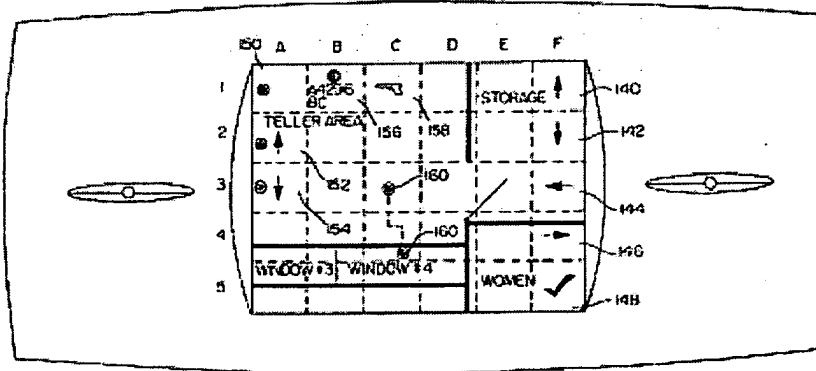 150 A B C D E F
1 A4296 STORAGE 140
BC
2 TELLER AREA 156 158 142
3 152 160 144
4 154 160 146
WINDOW #3 WINDOW #4 WOMEN
5 148